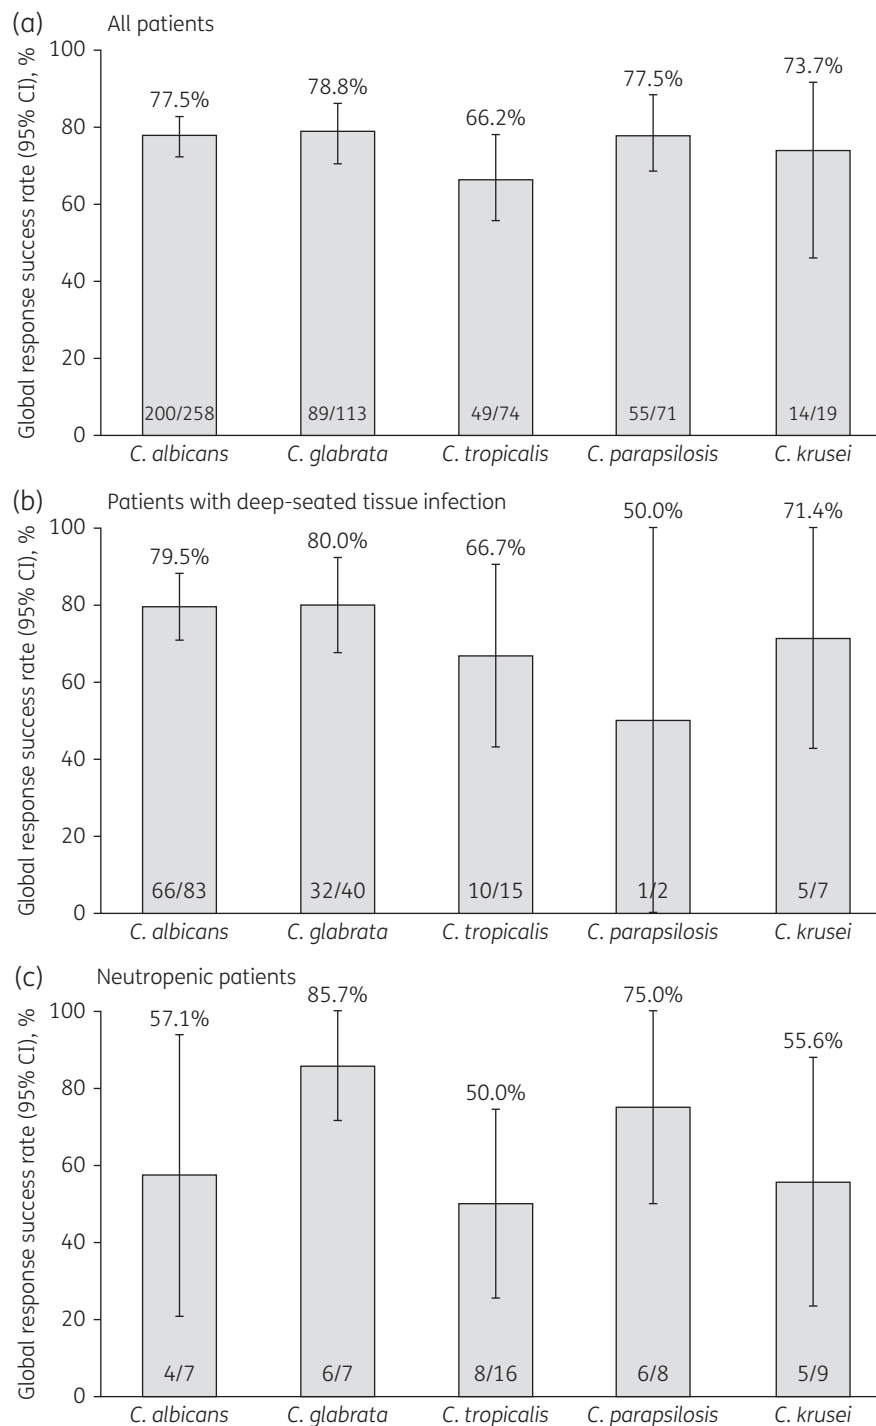 (a) All patients
Global response success rate (95% CI), %
100
80
60
40
20
0
77.5%
78.8%
66.2%
77.5%
73.7%
200/258
89/113
49/74
55/71
14/19
C. albicans
C. glabrata
C. tropicalis
C. parapsilosis
C. krusei
(b) Patients with deep-seated tissue infection
Global response success rate (95% CI), %
100
80
60
40
20
0
79.5%
80.0%
66.7%
50.0%
71.4%
66/83
32/40
10/15
1/2
5/7
C. albicans
C. glabrata
C. tropicalis
C. parapsilosis
C. krusei
(c) Neutropenic patients
Global response success rate (95% CI), %
100
80
60
40
20
0
57.1%
85.7%
50.0%
75.0%
55.6%
4/7
6/7
8/16
6/8
5/9
C. albicans
C. glabrata
C. tropicalis
C. parapsilosis
C. krusei